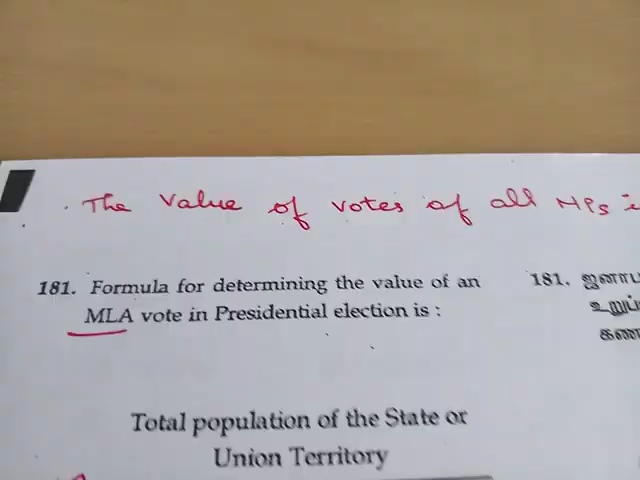 . The value of votes of all MPs
181. Formula for determining the value of an
MLA vote in Presidential election is :
Total population of the State or
Union Territory
181.